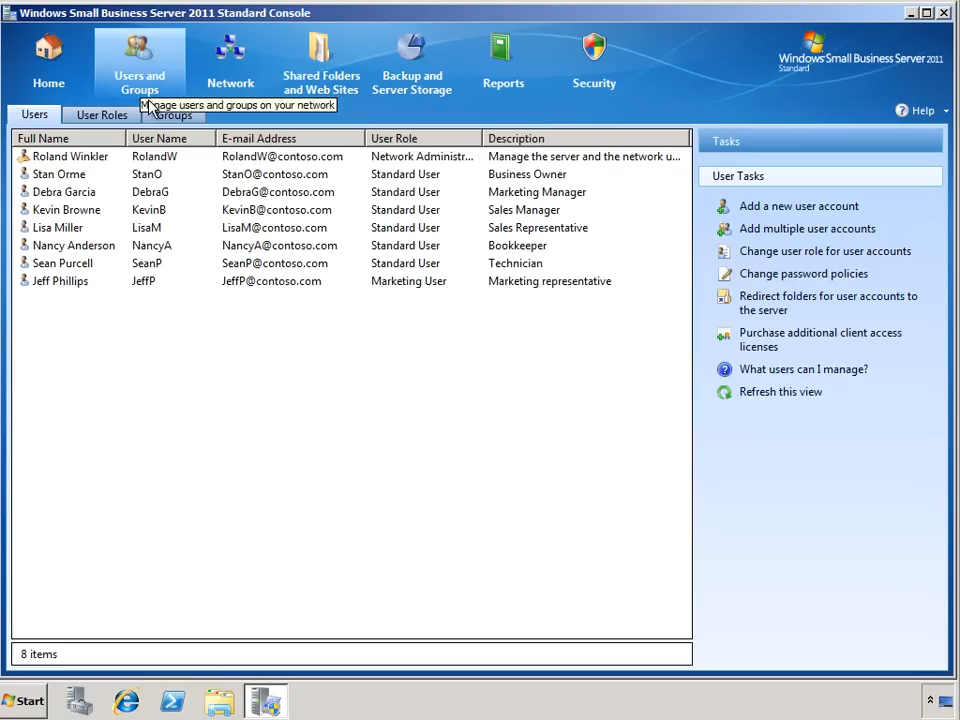 Windows Small Business Server 2011 Standard Console
Home
Users and
Groups
Network
Shared Folders
and Web Sites
Backup and
Server Storage
Reports
Security
Windows Small Business Server 2011
Standard
nage users and groups on your network
Users
User Roles
Groups
Help
Full Name User Name E-mail Address User Role Description
Roland Winkler RolandW RolandW@contoso.com Network Administr... Manage the server and the network u...
Stan Orme StanO StanO@contoso.com Standard User Business Owner
Debra Garcia DebraG DebraG@contoso.com Standard User Marketing Manager
Kevin Browne KevinB KevinB@contoso.com Standard User Sales Manager
Lisa Miller LisaM LisaM@contoso.com Standard User Sales Representative
Nancy Anderson NancyA NancyA@contoso.com Standard User Bookkeeper
Sean Purcell SeanP SeanP@contoso.com Standard User Technician
Jeff Phillips JeffP JeffP@contoso.com Marketing User Marketing representative
8 items
Tasks
User Tasks
Add a new user account
Add multiple user accounts
Change user role for user accounts
Change password policies
Redirect folders for user accounts to
the server
Purchase additional client access
licenses
What users can I manage?
Refresh this view
Start